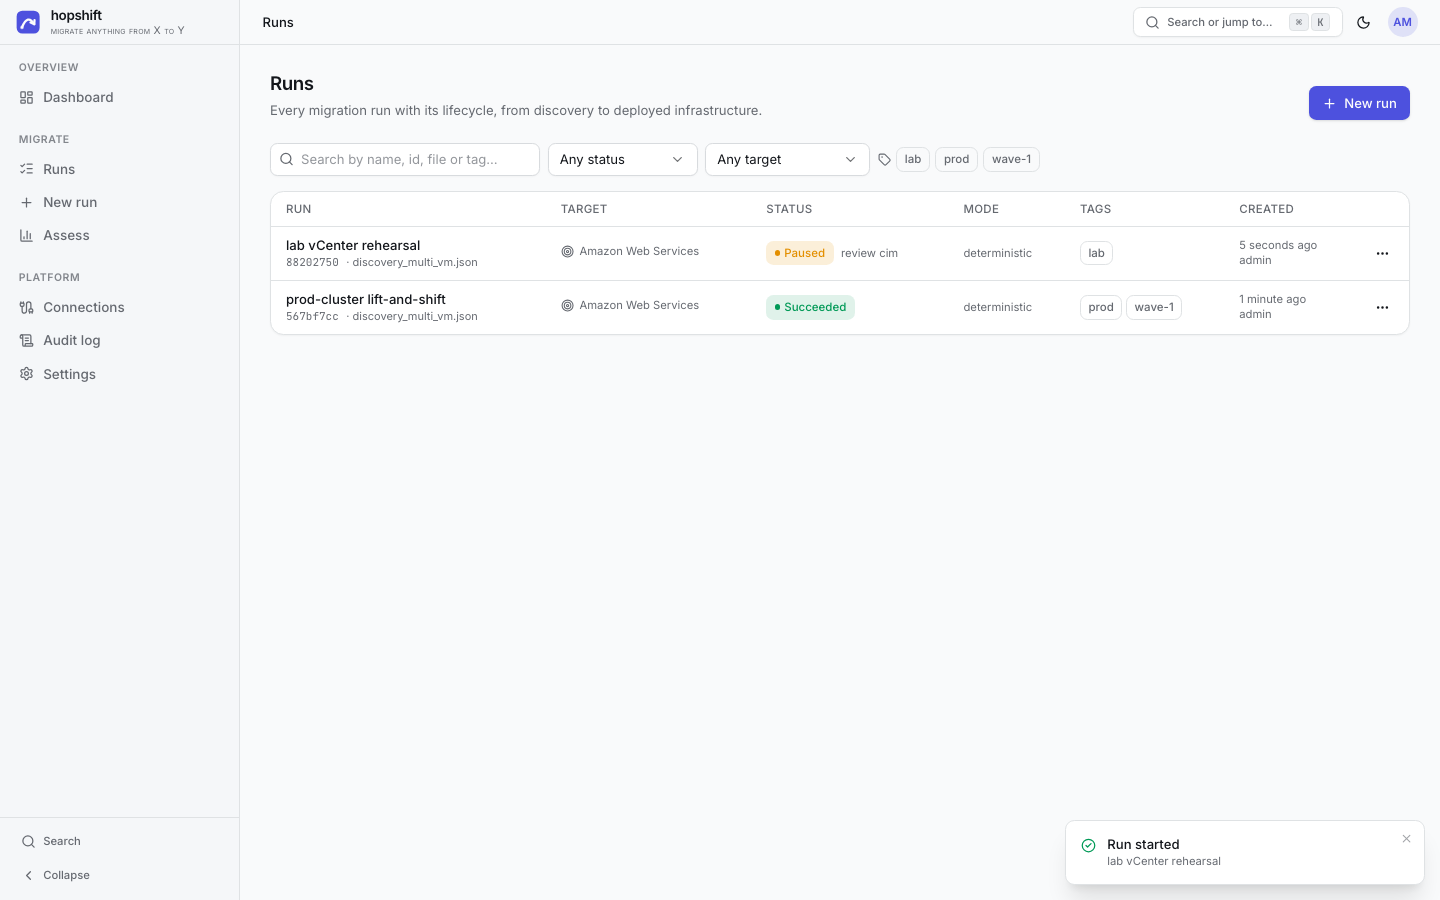 hopshift
MIGRATE ANYTHING FROM X TO Y
OVERVIEW
Dashboard
MIGRATE
Runs
New run
Assess
PLATFORM
Connections
Audit log
Settings
Search
Collapse
Runs
Search or jump to...
⌘ K
AM
Runs
Every migration run with its lifecycle, from discovery to deployed infrastructure.
New run
Search by name, id, file or tag...
Any status
Any target
lab
prod
wave-1
RUN TARGET STATUS MODE TAGS CREATED
lab vCenter rehearsal
88202750 · discovery_multi_vm.json
Amazon Web Services
Paused review cim
deterministic
lab
5 seconds ago
admin
prod-cluster lift-and-shift
567bf7cc · discovery_multi_vm.json
Amazon Web Services
Succeeded
deterministic
prod wave-1
1 minute ago
admin
Run started
lab vCenter rehearsal